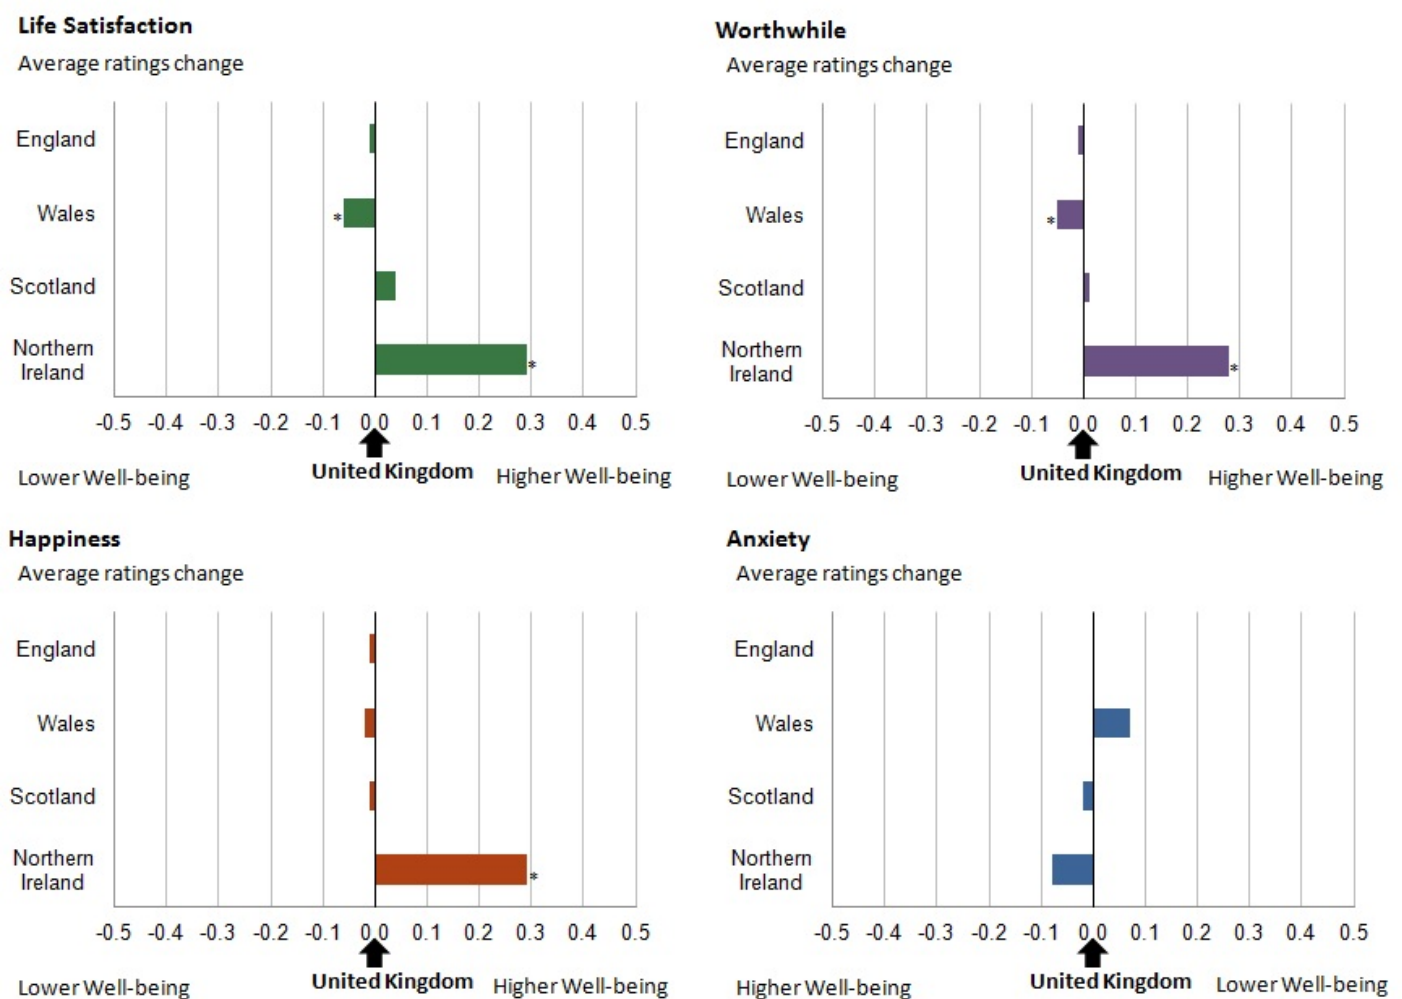 Life Satisfaction
Average ratings change
England
Wales
*
Scotland
Northern
Ireland
*
-0.5 -0.4 -0.3 -0.2 -0.1 0.0 0.1 0.2 0.3 0.4 0.5
Lower Well-being United Kingdom Higher Well-being
Worthwhile
Average ratings change
England
Wales
*
Scotland
Northern
Ireland
*
-0.5 -0.4 -0.3 -0.2 -0.1 0.0 0.1 0.2 0.3 0.4 0.5
Lower Well-being United Kingdom Higher Well-being
Happiness
Average ratings change
England
Wales
Scotland
Northern
Ireland
*
-0.5 -0.4 -0.3 -0.2 -0.1 0.0 0.1 0.2 0.3 0.4 0.5
Lower Well-being United Kingdom Higher Well-being
Anxiety
Average ratings change
England
Wales
Scotland
Northern
Ireland
-0.5 -0.4 -0.3 -0.2 -0.1 0.0 0.1 0.2 0.3 0.4 0.5
Higher Well-being United Kingdom Lower Well-being